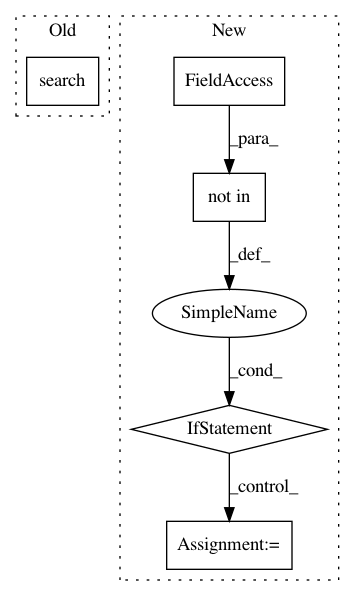 Old
New
search
FieldAccess
_para_
not in
_def_
SimpleName
_cond_
IfStatement
_control_
Assignment:=